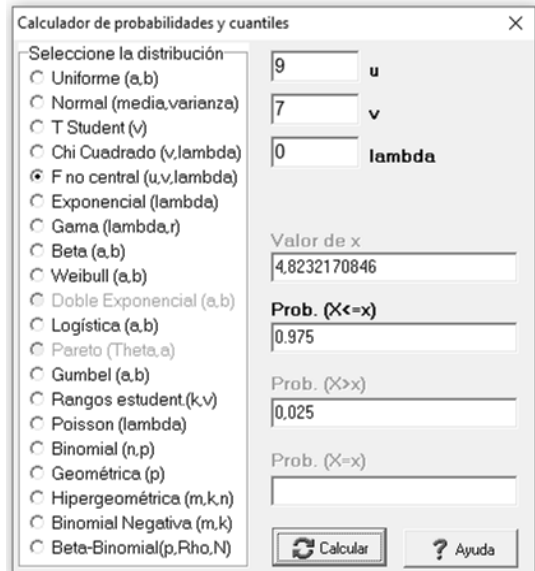 Calculador de probabilidades y cuantiles
Seleccione la distribución
Uniforme (a,b)
Normal (media,varianza)
T Student (v)
Chi Cuadrado (v,lambda)
F no central (u,v,lambda)
Exponencial (lambda)
Gama (lambda,r)
Beta (a,b)
Weibull (a,b)
Doble Exponencial (a,b)
Logística (a,b)
Pareto (Theta,a)
Gumbel (a,b)
Rangos estudent.(k,v)
Poisson (lambda)
Binomial (n,p)
Geométrica (p)
Hipergeométrica (m,k,n)
Binomial Negativa (m,k)
Beta-Binomial(p,Rho,N)
9 u
7 v
0 lambda
Valor de x
4,8232170846
Prob. (X<=x)
0.975
Prob. (X>x)
0,025
Prob. (X=x)
Calcular
? Ayuda